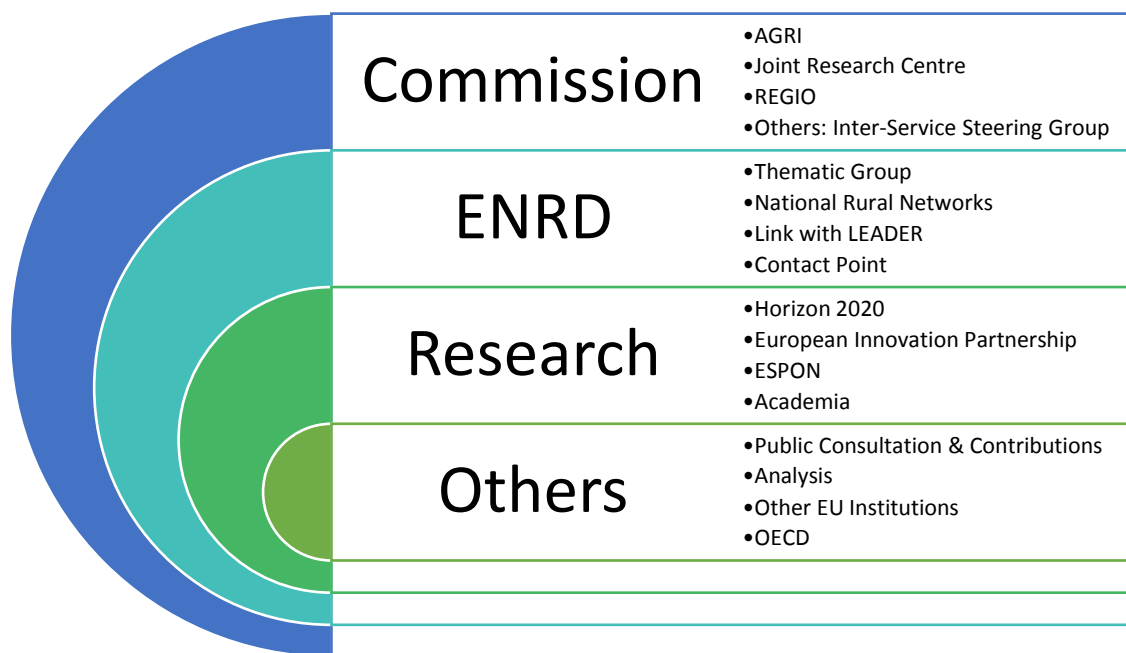 Commission
•AGRI
•Joint Research Centre
•REGIO
•Others: Inter-Service Steering Group
ENRD
•Thematic Group
•National Rural Networks
•Link with LEADER
•Contact Point
Research
•Horizon 2020
•European Innovation Partnership
•ESPON
•Academia
Others
•Public Consultation & Contributions
•Analysis
•Other EU Institutions
•OECD